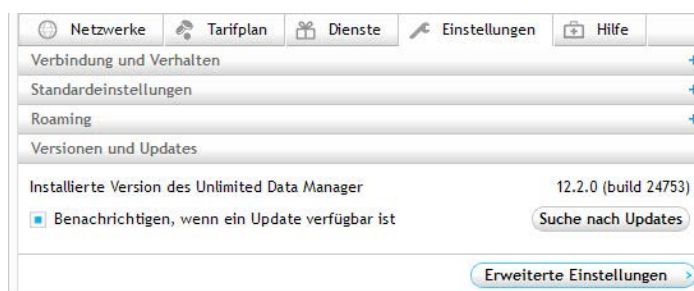 Netzwerke Tarifplan Dienste Einstellungen Hilfe
Verbindung und Verhalten +
Standardeinstellungen +
Roaming +
Versionen und Updates
Installierte Version des Unlimited Data Manager 12.2.0 (build 24753)
Benachrichtigen, wenn ein Update verfügbar ist Suche nach Updates
Erweiterte Einstellungen